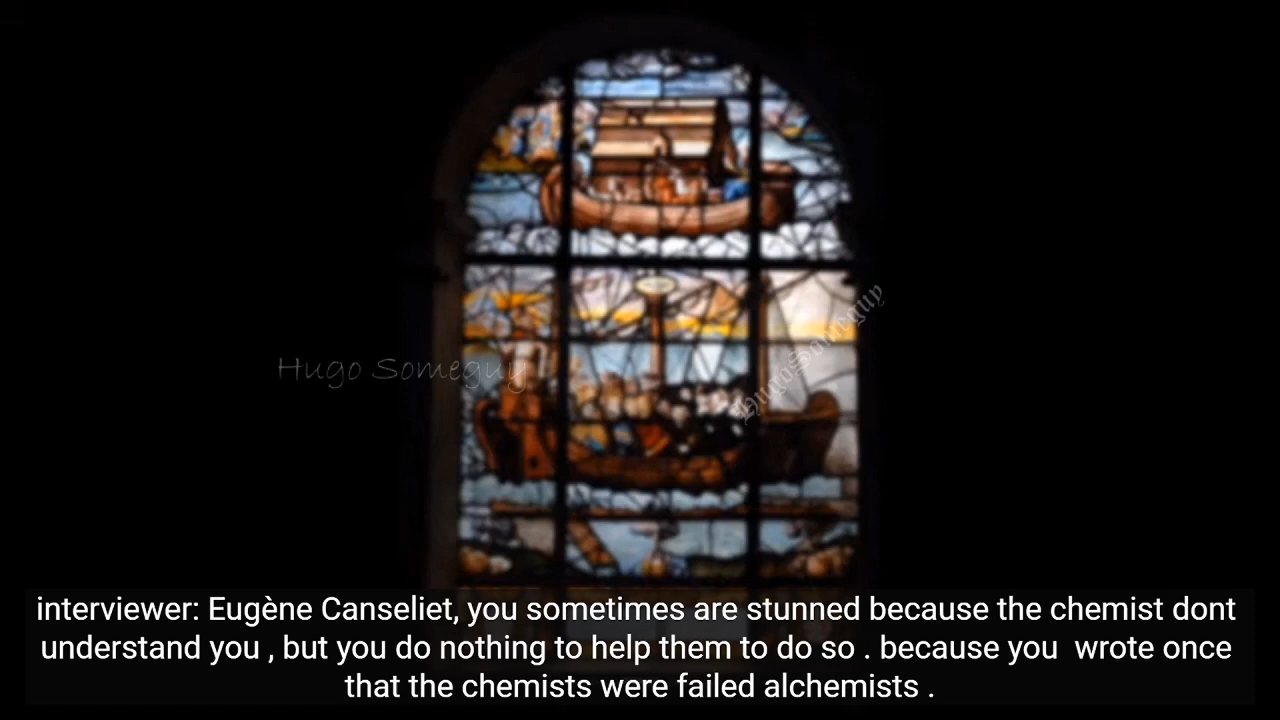 Hugo Someguy
HugoSomeguy
interviewer: Eugène Canseliet, you sometimes are stunned because the chemist dont
understand you , but you do nothing to help them to do so . because you  wrote once
that the chemists were failed alchemists .